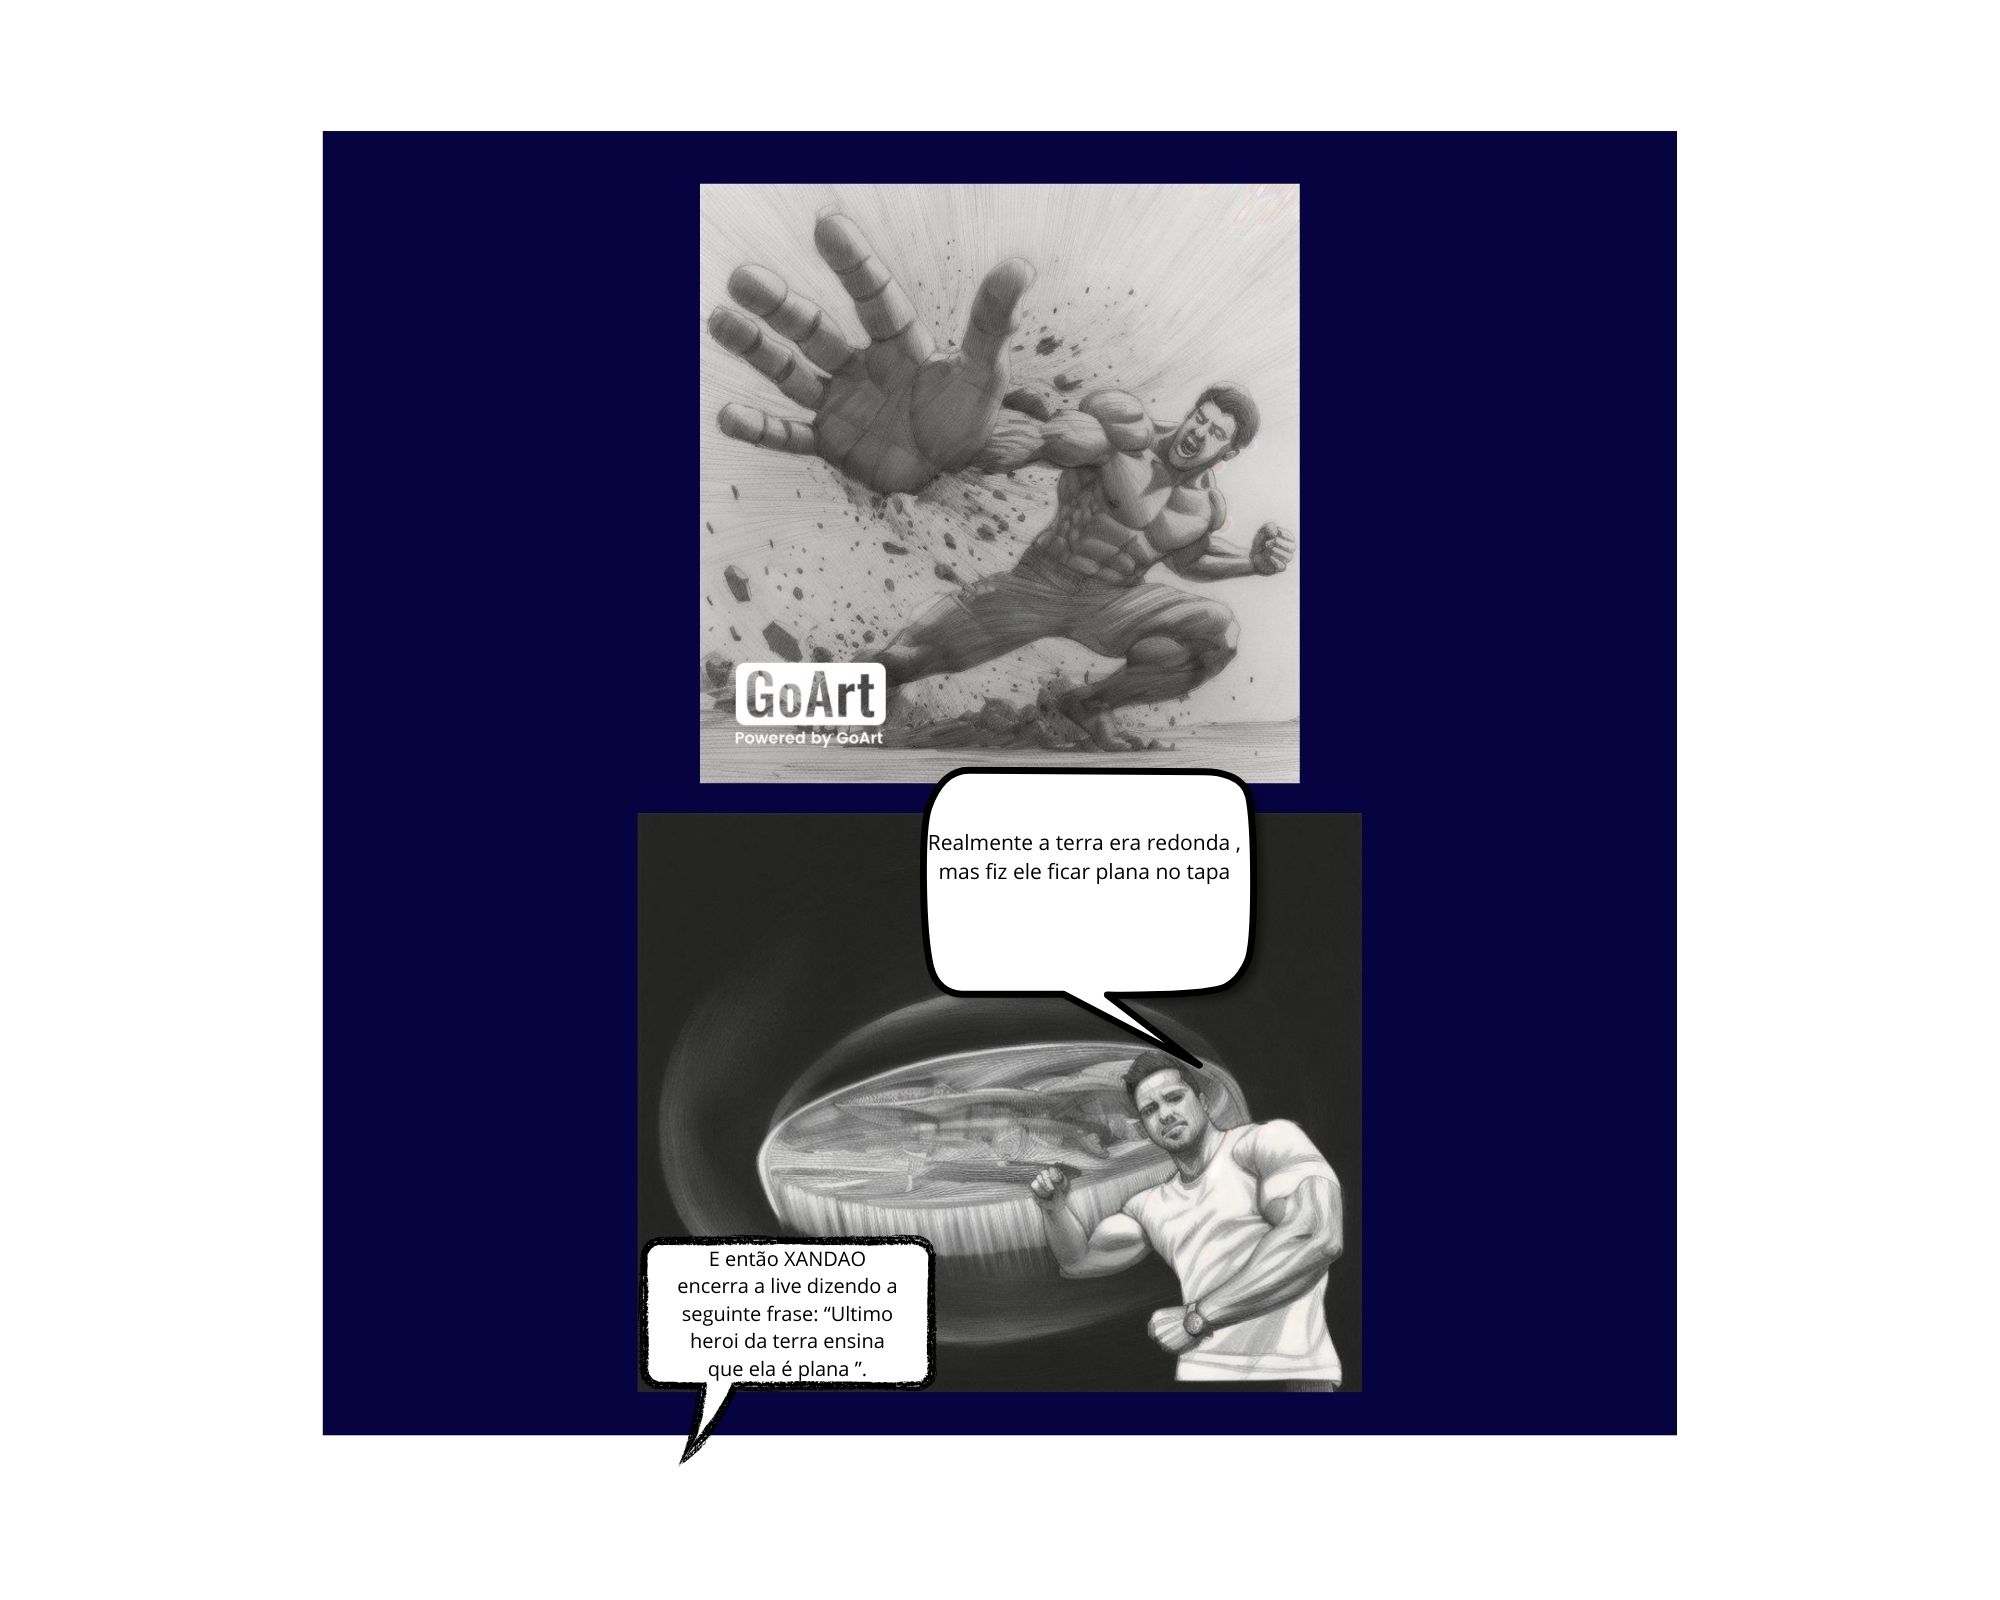 GoArt
Powered by GoArt
Realmente a terra era redonda ,
mas fiz ele ficar plana no tapa
E então XANDAO
encerra a live dizendo a
seguinte frase: “Ultimo
heroi da terra ensina
que ela é plana ”.